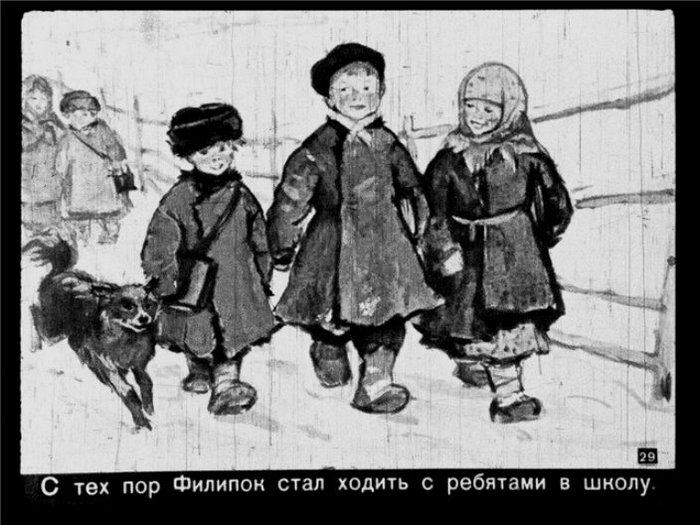 29
С тех пор Филипок стал ходить с ребятами в школу.